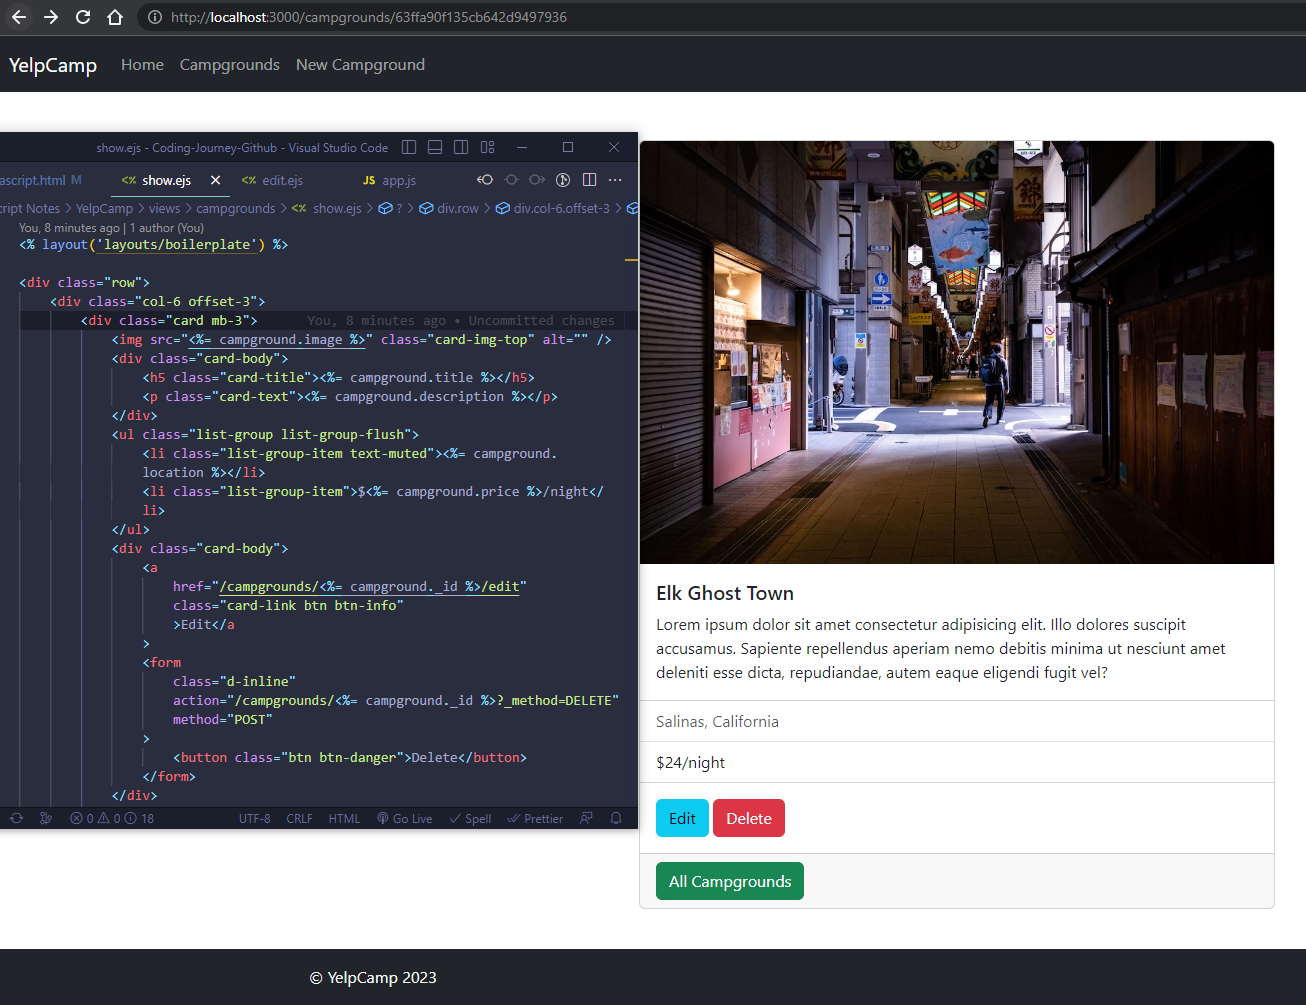 http://localhost:3000/campgrounds/63ffa90f135cb642d9497936
YelpCamp Home Campgrounds New Campground
show.ejs - Coding-Journey-Github - Visual Studio Code
ascript.html M <% show.ejs <% edit.ejs JS app.js
cript Notes > YelpCamp > views > campgrounds > <% show.ejs > ? > div.row > div.col-6.offset-3 >
You, 8 minutes ago | 1 author (You)
<% layout('layouts/boilerplate') %>
<div class="row">
<div class="col-6 offset-3">
<div class="card mb-3"> You, 8 minutes ago • Uncommitted changes
<img src="<%= campground.image %>" class="card-img-top" alt="" />
<div class="card-body">
<h5 class="card-title"><%= campground.title %></h5>
<p class="card-text"><%= campground.description %></p>
</div>
<ul class="list-group list-group-flush">
<li class="list-group-item text-muted"><%= campground.
location %></li>
<li class="list-group-item">$<%= campground.price %>/night</
li>
</ul>
<div class="card-body">
<a
href="/campgrounds/<%= campground._id %>/edit"
class="card-link btn btn-info"
>Edit</a
>
<form
class="d-inline"
action="/campgrounds/<%= campground._id %>?_method=DELETE"
method="POST"
>
<button class="btn btn-danger">Delete</button>
</form>
</div>
0 0 18 UTF-8 CRLF HTML Go Live Spell Prettier
Elk Ghost Town
Lorem ipsum dolor sit amet consectetur adipisicing elit. Illo dolores suscipit
accusamus. Sapiente repellendus aperiam nemo debitis minima ut nesciunt amet
deleniti esse dicta, repudiandae, autem eaque eligendi fugit vel?
Salinas, California
$24/night
Edit Delete
All Campgrounds
© YelpCamp 2023